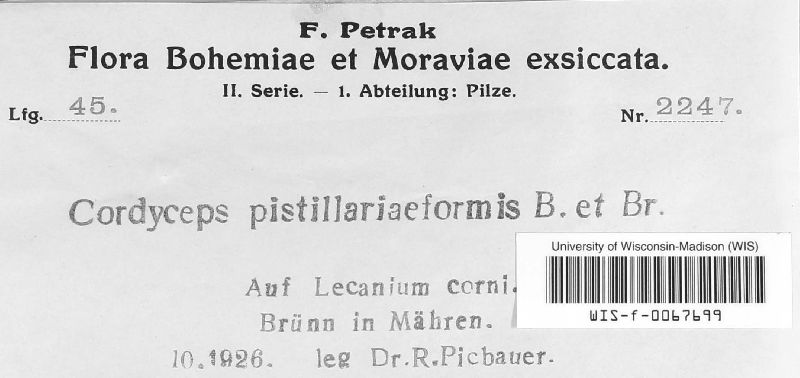 F. Petrak
Flora Bohemiae et Moraviae exsiccata.
II. Serie. — 1. Abteilung: Pilze.
Lfg. 45.
Nr. 2247.
Cordyceps pistillariaeformis B. et Br.
University of Wisconsin-Madison (WIS)
WIS-f-0067699
Auf Lecanium corni.
Brünn in Mähren.
10.1926. leg Dr.R.Picbauer.